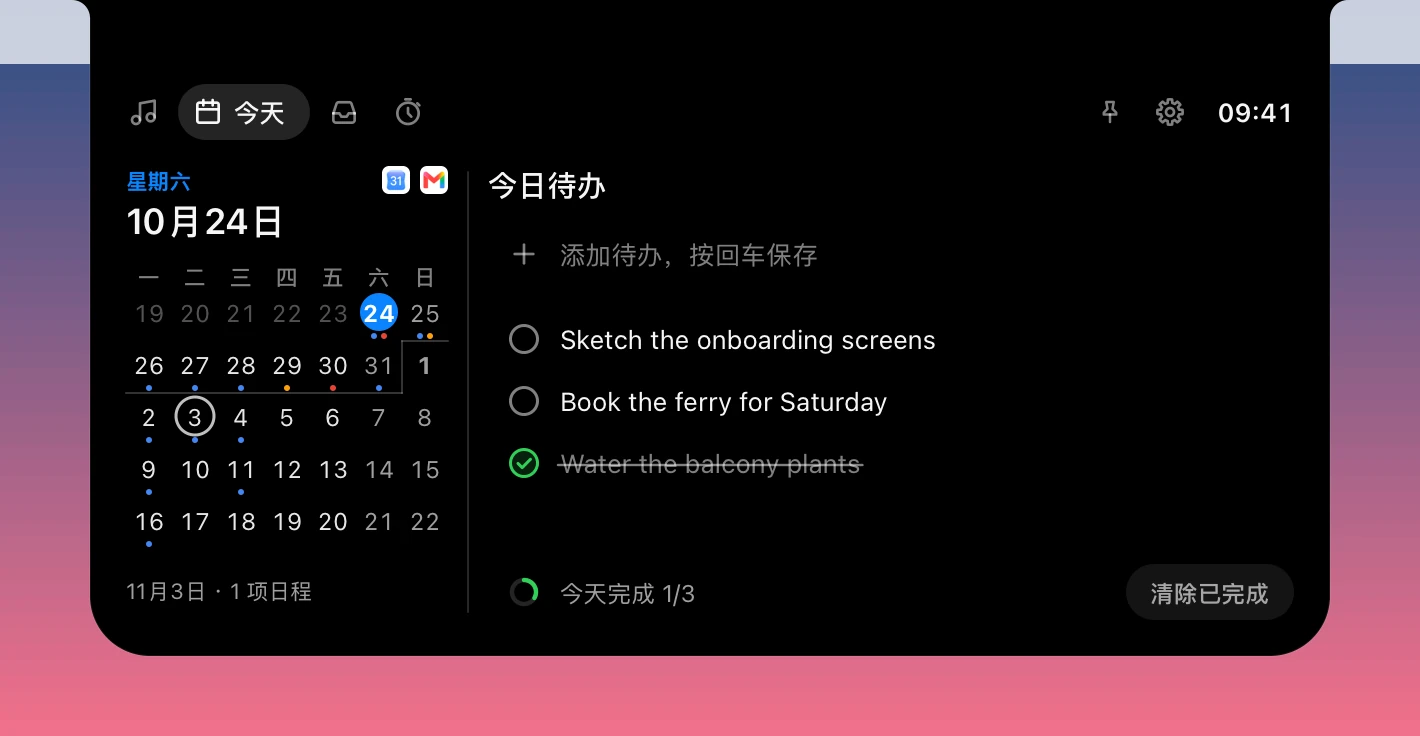 今天
09:41
星期六
31
10月24日
一 二 三 四 五 六 日
19 20 21 22 23 24 25
26 27 28 29 30 31 1
2 3 4 5 6 7 8
9 10 11 12 13 14 15
16 17 18 19 20 21 22
11月3日 · 1 项日程
今日待办
添加待办，按回车保存
Sketch the onboarding screens
Book the ferry for Saturday
Water the balcony plants
今天完成 1/3
清除已完成